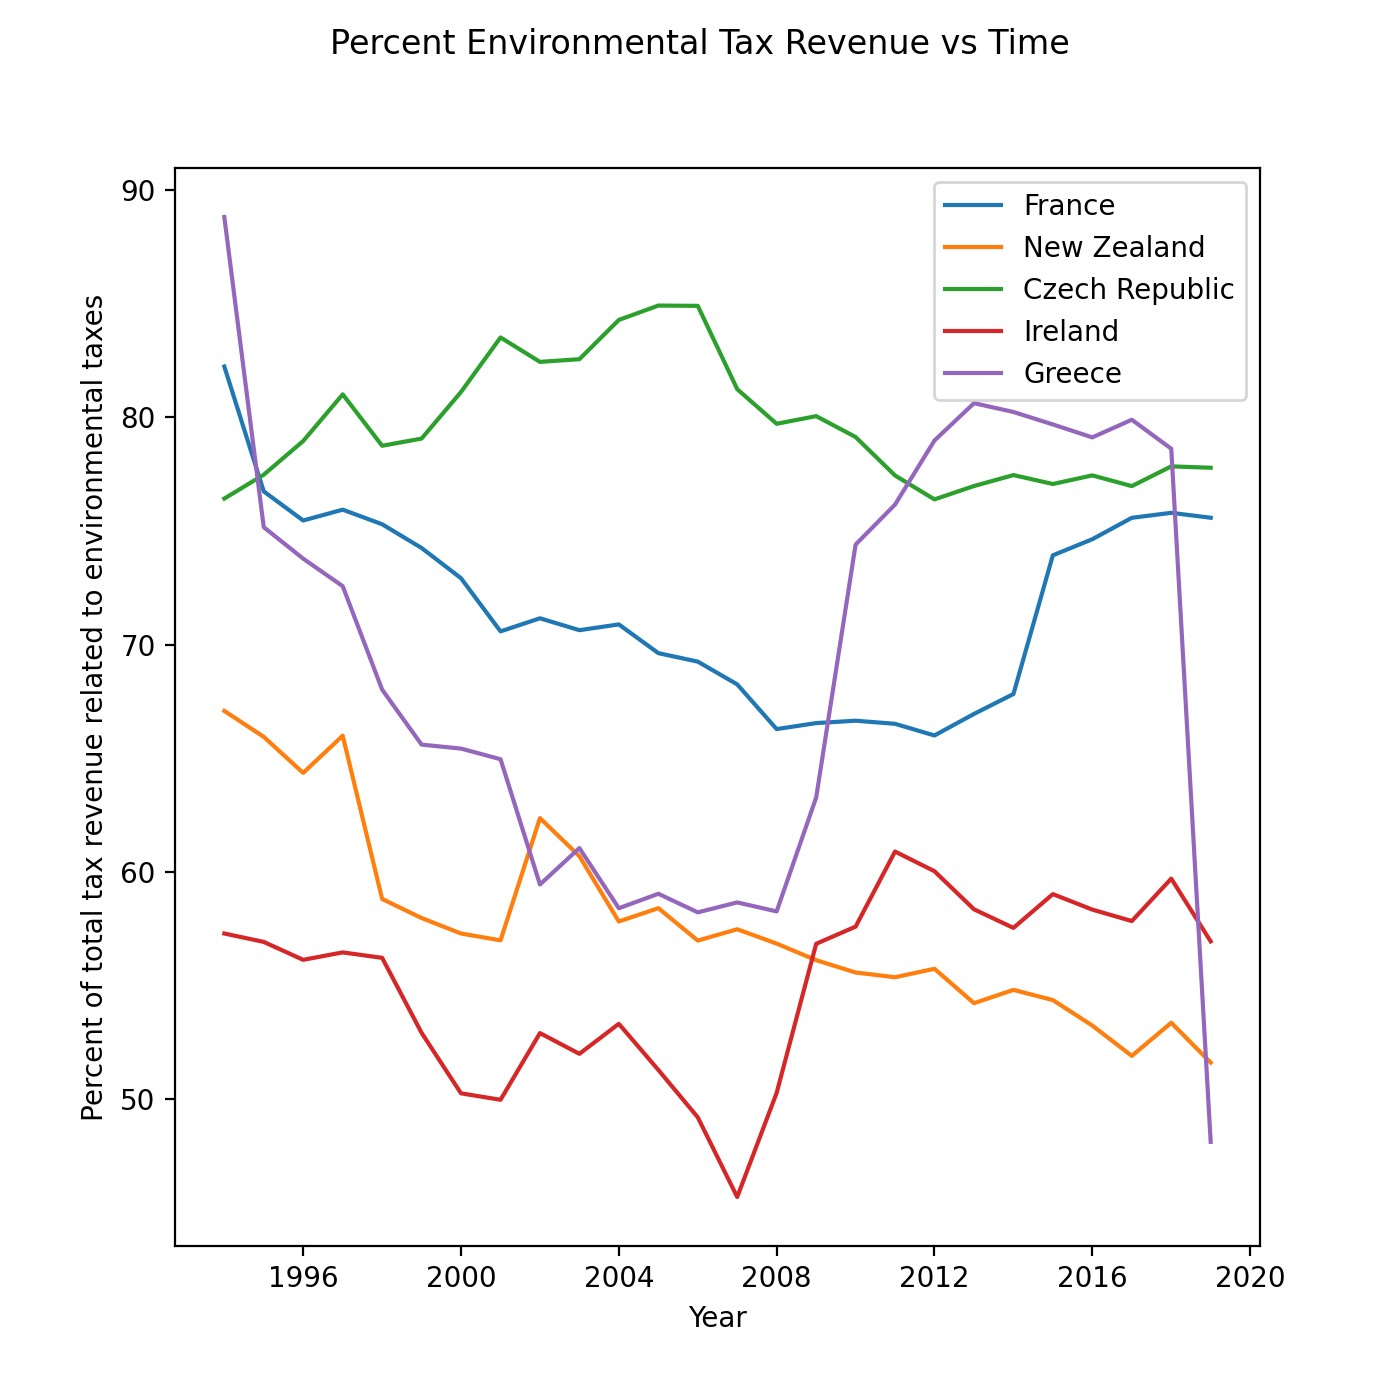 Percent Environmental Tax Revenue vs Time
90
80
70
60
50
Percent of total tax revenue related to environmental taxes
France
New Zealand
Czech Republic
Ireland
Greece
1996 2000 2004 2008 2012 2016 2020
Year